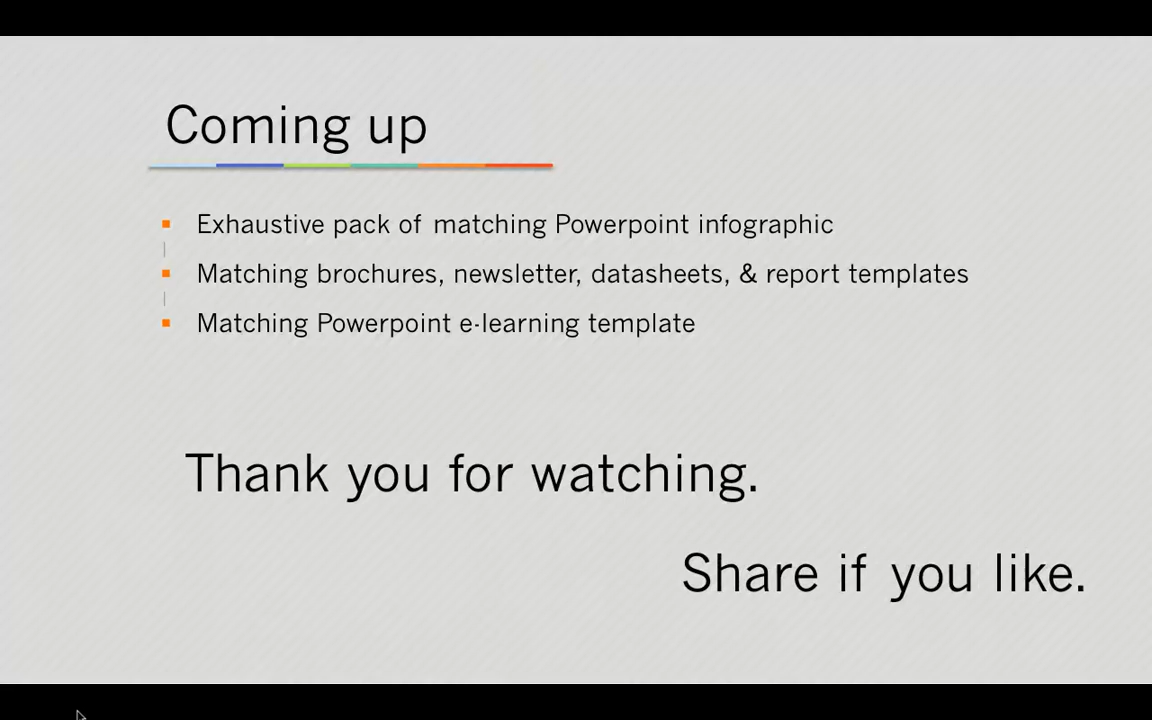 Coming up
Exhaustive pack of matching Powerpoint infographic
Matching brochures, newsletter, datasheets, & report templates
Matching Powerpoint e-learning template
Thank you for watching.
Share if you like.